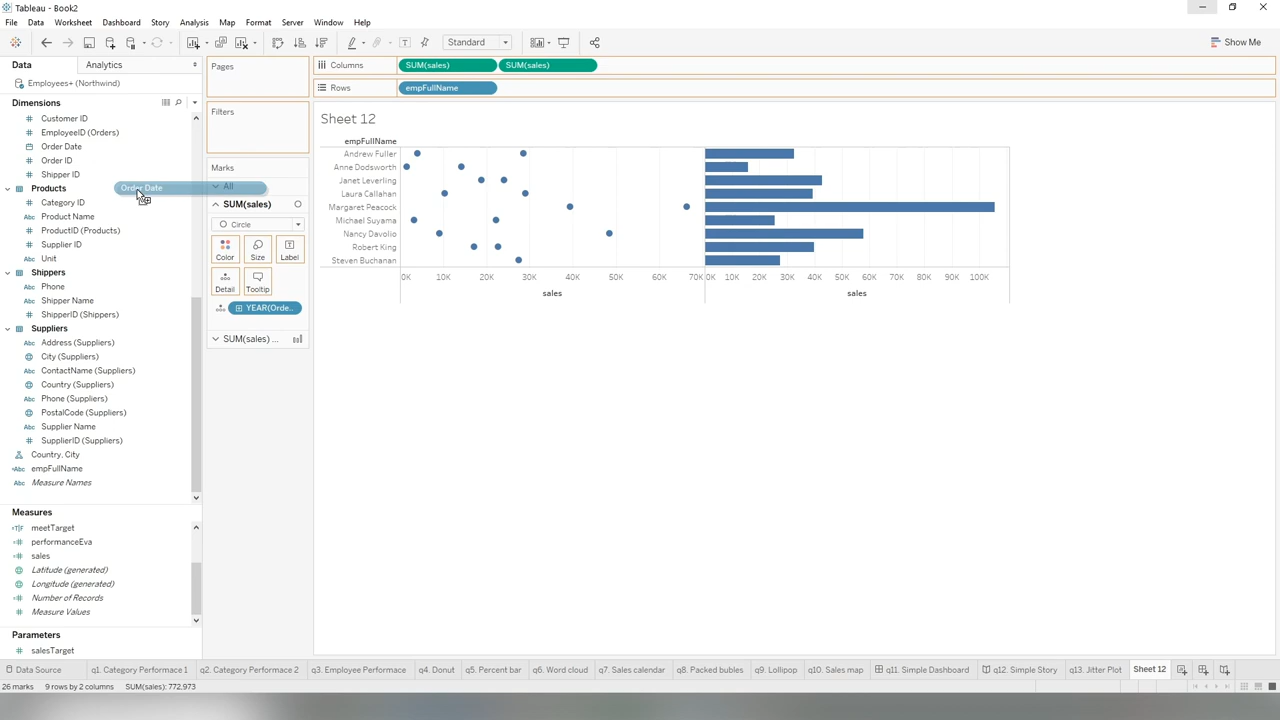 Tableau - Book2
File Data Worksheet Dashboard Story Analysis Map Format Server Window Help
Standard
Show Me
Data Analytics
Employees+ (Northwind)
Dimensions
Customer ID
EmployeeID (Orders)
Order Date
Order ID
Shipper ID
Products
Category ID
Product Name
ProductID (Products)
Supplier ID
Unit
Shippers
Phone
Shipper Name
ShipperID (Shippers)
Suppliers
Address (Suppliers)
City (Suppliers)
ContactName (Suppliers)
Country (Suppliers)
Phone (Suppliers)
PostalCode (Suppliers)
Supplier Name
SupplierID (Suppliers)
Country, City
empFullName
Measure Names
Measures
meetTarget
performanceEva
sales
Latitude (generated)
Longitude (generated)
Number of Records
Measure Values
Parameters
salesTarget
Order Date
Pages
Filters
Marks
All
SUM(sales)
Circle
Color Size Label
Detail Tooltip
YEAR(Orde..
SUM(sales) ...
Columns SUM(sales) SUM(sales)
Rows empFullName
Sheet 12
empFullName
Andrew Fuller
Anne Dodsworth
Janet Leverling
Laura Callahan
Margaret Peacock
Michael Suyama
Nancy Davolio
Robert King
Steven Buchanan
0K 10K 20K 30K 40K 50K 60K 70K 0K 10K 20K 30K 40K 50K 60K 70K 80K 90K 100K
sales sales
Data Source q1. Category Performace 1 q2. Category Performance 2 q3. Employee Performace q4. Donut q5. Percent bar q6. Word cloud q7. Sales calendar q8. Packed bubles q9. Lollipop q10. Sales map q11. Simple Dashboard q12. Simple Story q13. Jitter Plot Sheet 12
26 marks 9 rows by 2 columns SUM(sales): 772,973